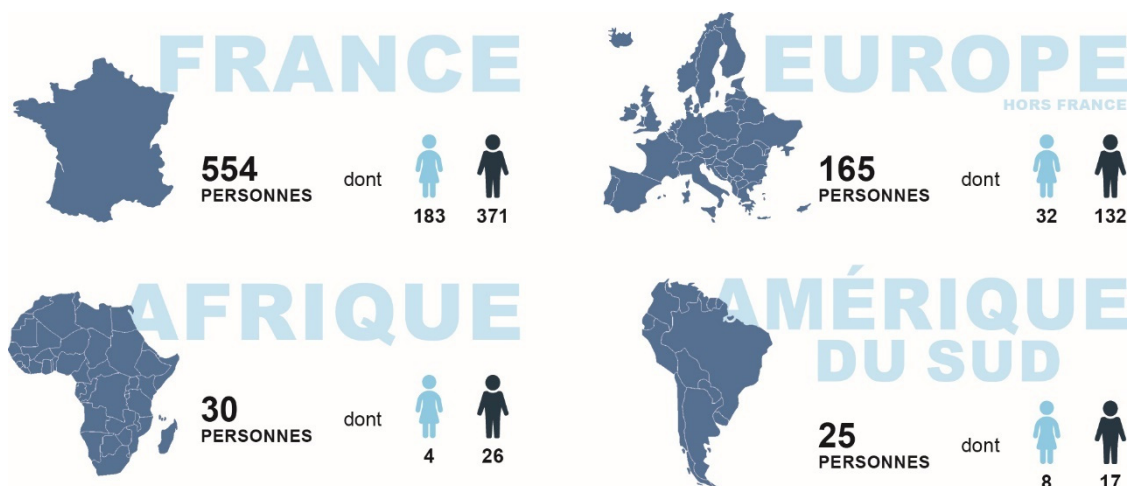 FRANCE
554
PERSONNES
dont
183 371
EUROPE
HORS FRANCE
165
PERSONNES
dont
32 132
AFRIQUE
30
PERSONNES
dont
4 26
AMÉRIQUE
DU SUD
25
PERSONNES
dont
8 17